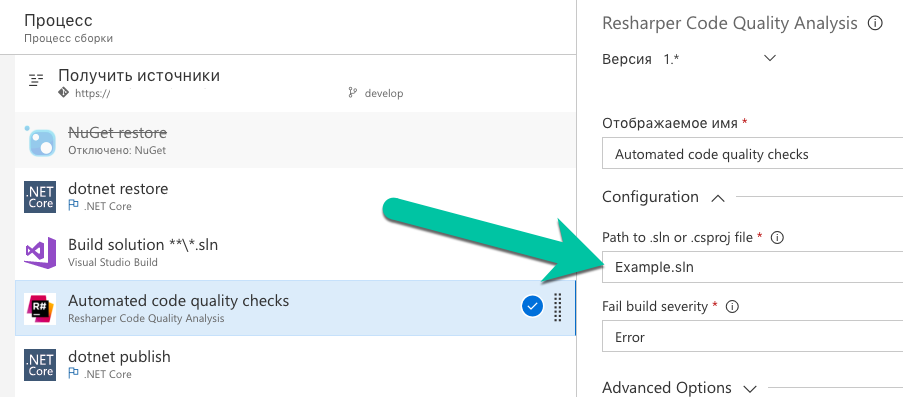 Процесс
Процесс сборки
Получить источники
https://
develop
NuGet restore
Отключено: NuGet
.NET Core
dotnet restore
.NET Core
Build solution **\*.sln
Visual Studio Build
R#
Automated code quality checks
Resharper Code Quality Analysis
.NET Core
dotnet publish
.NET Core
Resharper Code Quality Analysis
Версия 1.*
Отображаемое имя *
Automated code quality checks
Configuration
Path to .sln or .csproj file *
Example.sln
Fail build severity *
Error
Advanced Options